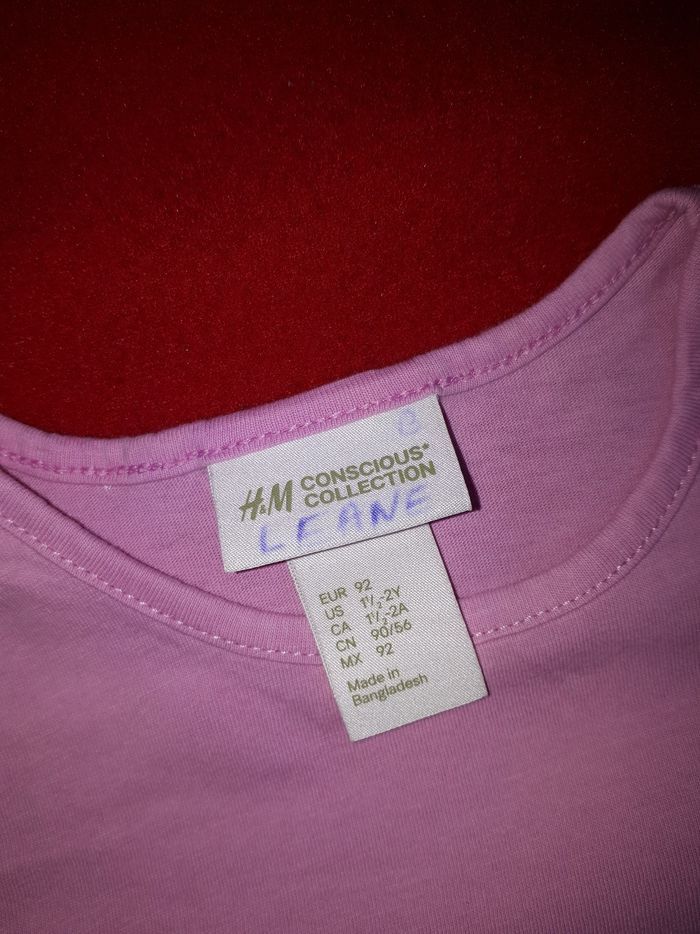 B
H&M CONSCIOUS*
COLLECTION
LEANE
EUR 92
US 1½-2Y
CA 1½-2A
CN 90/56
MX 92
Made in
Bangladesh